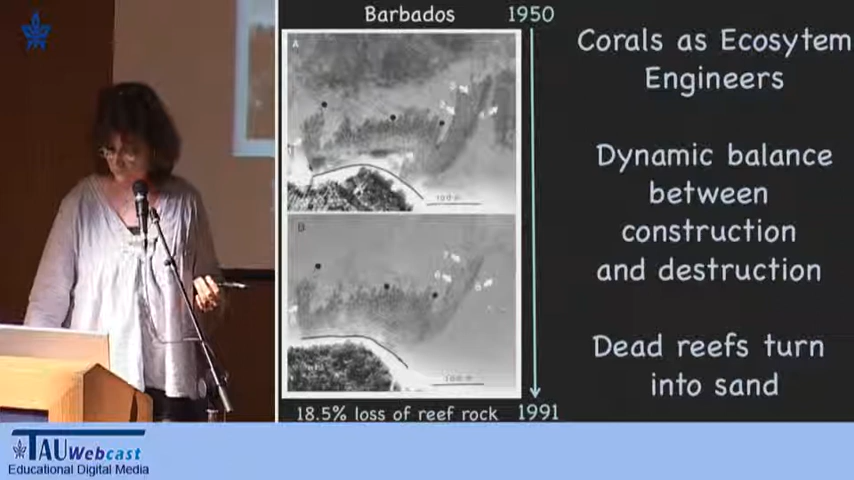 Barbados
1950
A
100 m
B
18.5% loss of reef rock
1991
Corals as Ecosytem
Engineers
Dynamic balance
between
construction
and destruction
Dead reefs turn
into sand
TAUWebcast
Educational Digital Media